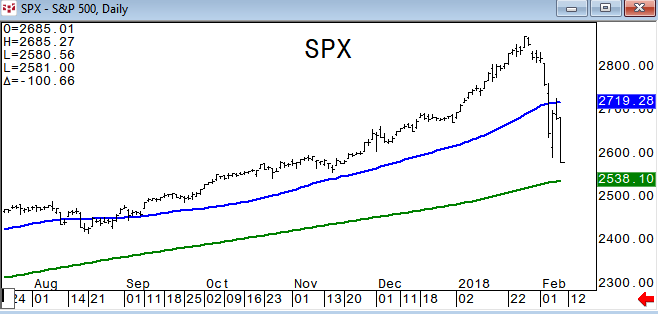 SPX - S&P 500, Daily
O=2685.01
H=2685.27
L=2580.56
L=2581.00
Δ=-100.66
SPX
2800.00
2719.28
2600.00
2538.10
2500.00
2400.00
2300.00
Aug Sep Oct Nov Dec 2018 Feb
24 01 14 21 01 11 18 25 02 09 16 23 01 13 20 01 11 18 02 22 01 12